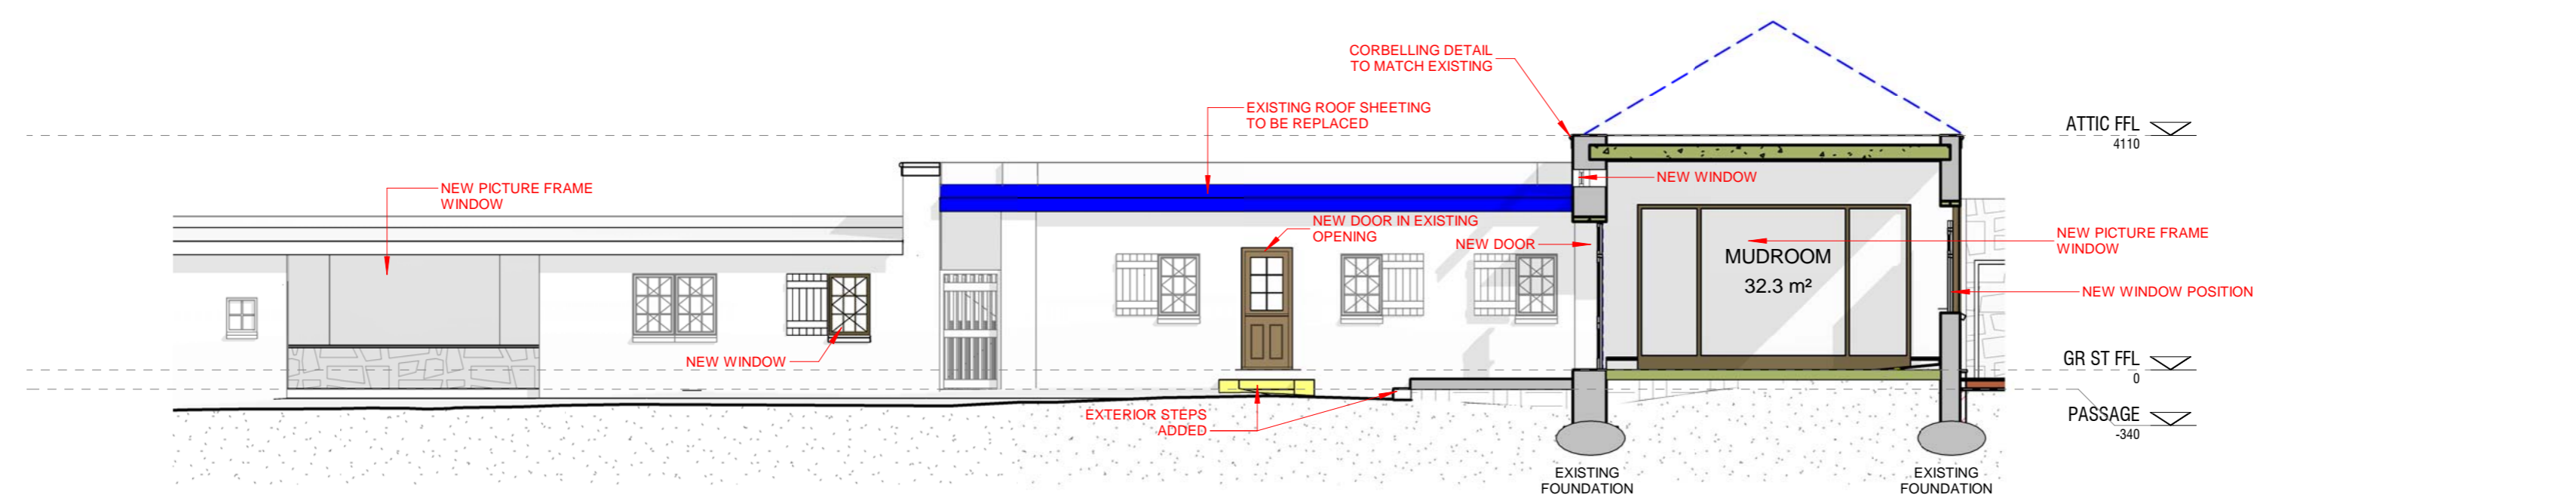 CORBELLING DETAIL
TO MATCH EXISTING
EXISTING ROOF SHEETING
TO BE REPLACED
ATTIC FFL
4110
NEW PICTURE FRAME
WINDOW
NEW WINDOW
NEW DOOR IN EXISTING
OPENING
NEW DOOR
MUDROOM
32.3 m²
NEW PICTURE FRAME
WINDOW
NEW WINDOW POSITION
NEW WINDOW
GR ST FFL
0
EXTERIOR STEPS
ADDED
PASSAGE
-340
EXISTING
FOUNDATION
EXISTING
FOUNDATION